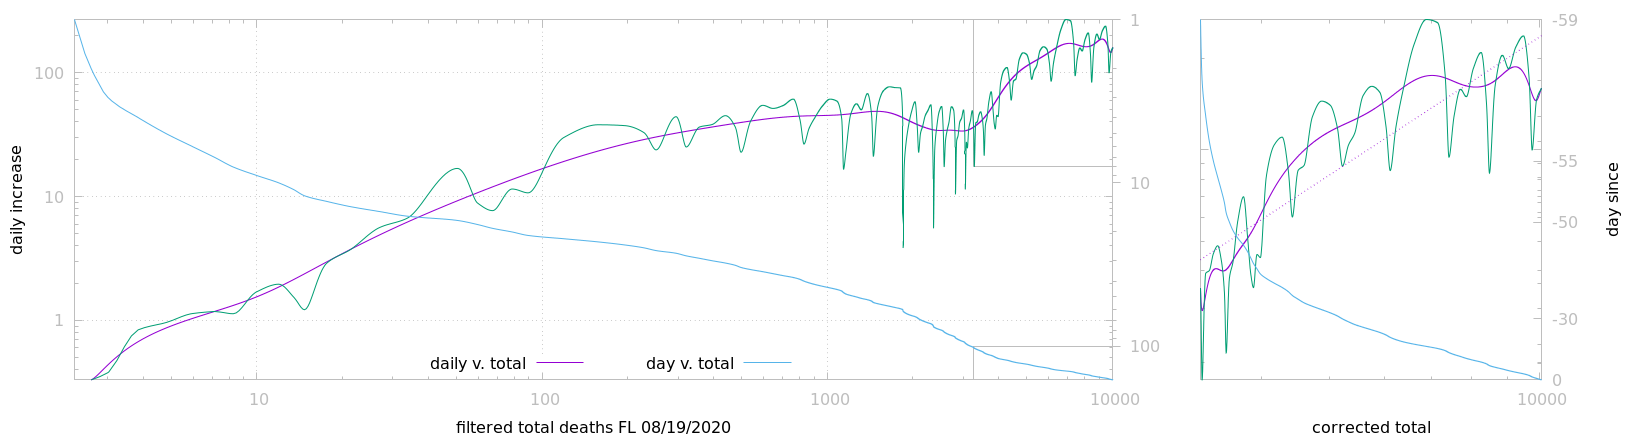 1
-59
100
daily increase
10
1
10
100
-55
-50
-30
0
day since
daily v. total
day v. total
10
100
1000
10000
10000
filtered total deaths FL 08/19/2020
corrected total